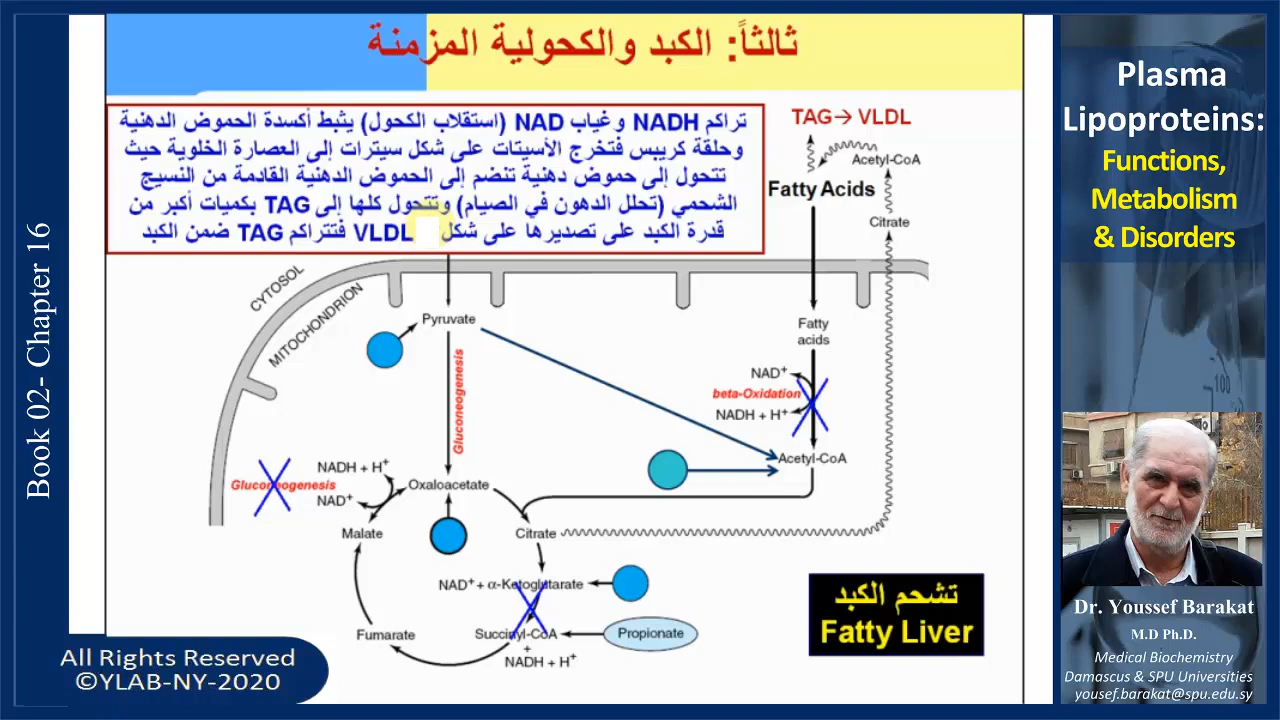 ثالثاً: الكبد والكحولية المزمنة
تراكم NADH وغياب NAD (استقلاب الكحول) يثبط أكسدة الحموض الدهنية
وحلقة كريبس فتخرج الأسيتات على شكل سيترات إلى العصارة الخلوية حيث
تتحول إلى حموض دهنية تنضم إلى الحموض الدهنية القادمة من النسيج
الشحمي (تحلل الدهون في الصيام) وتتحول كلها إلى TAG بكميات أكبر من
قدرة الكبد على تصديرها على شكل VLDL فتتراكم TAG ضمن الكبد
TAG→ VLDL
Acetyl-CoA
Fatty Acids
Citrate
CYTOSOL
MITOCHONDRION
Pyruvate
Gluconeogenesis
Fatty
acids
NAD+
beta-Oxidation
NADH + H+
Acetyl-CoA
NADH + H+
Gluconeogenesis
NAD+
Oxaloacetate
Malate
Citrate
NAD+ + α-Ketoglutarate
Fumarate
Succinyl-CoA
+
NADH + H+
Propionate
تشحم الكبد
Fatty Liver
Book 02- Chapter 16
All Rights Reserved
©YLAB-NY-2020
Plasma
Lipoproteins:
Functions,
Metabolism
& Disorders
Dr. Youssef Barakat
M.D Ph.D.
Medical Biochemistry
Damascus & SPU Universities
yousef.barakat@spu.edu.sy